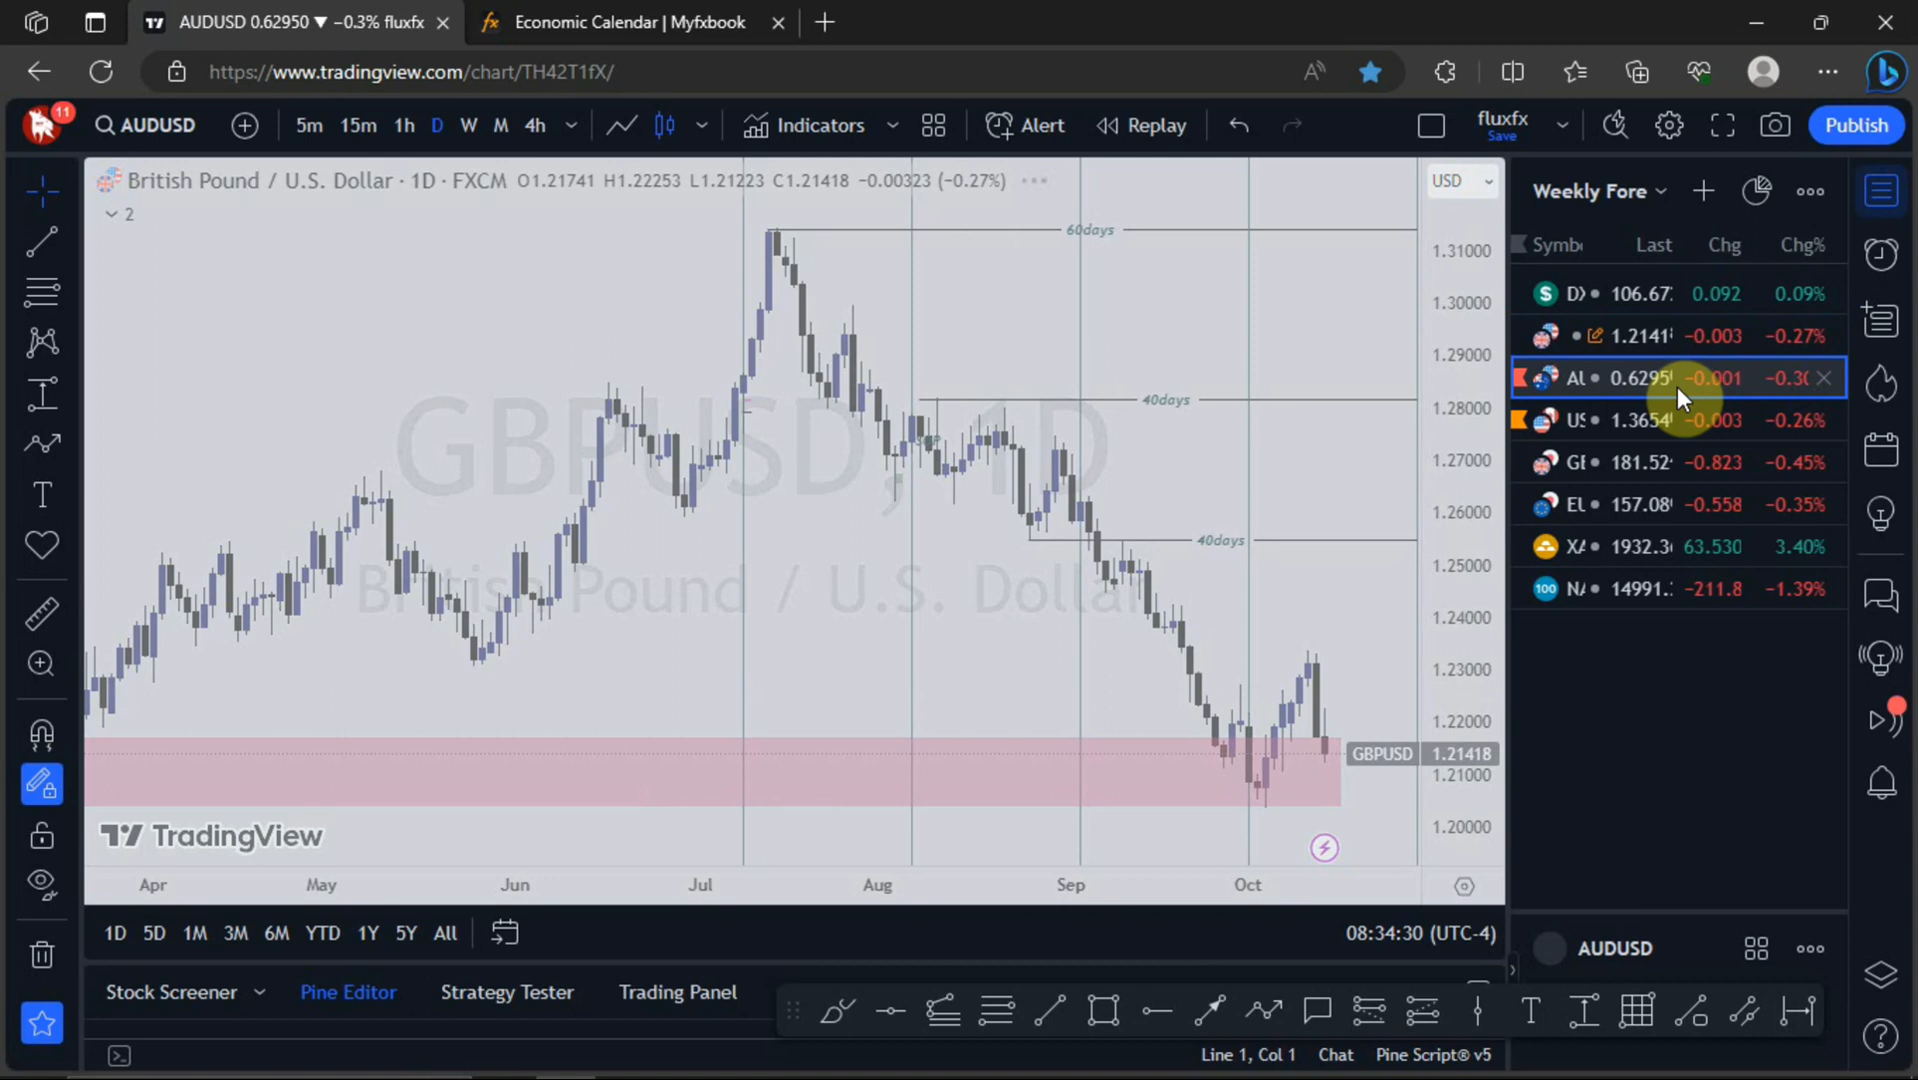 AUDUSD 0.62950 ▼ −0.3% fluxfx
Economic Calendar | Myfxbook
https://www.tradingview.com/chart/TH42T1fX/
11
AUDUSD
5m 15m 1h D W M 4h
Indicators
Alert
Replay
fluxfx
Save
Publish
British Pound / U.S. Dollar · 1D · FXCM O1.21741 H1.22253 L1.21223 C1.21418 −0.00323 (−0.27%)
2
USD
Weekly Fore
Symb Last Chg Chg%
106.67 0.092 0.09%
1.2141 −0.003 −0.27%
AU 0.6295 −0.001 −0.30
US 1.3654 −0.003 −0.26%
181.52 −0.823 −0.45%
157.08 −0.558 −0.35%
XA 1932.3 63.530 3.40%
100 NA 14991. −211.8 −1.39%
60days
40days
40days
GBPUSD, 1D
British Pound / U.S. Dollar
1.31000
1.30000
1.29000
1.28000
1.27000
1.26000
1.25000
1.24000
1.23000
1.22000
GBPUSD 1.21418
1.21000
1.20000
TradingView
Apr May Jun Jul Aug Sep Oct
1D 5D 1M 3M 6M YTD 1Y 5Y All
08:34:30 (UTC-4)
AUDUSD
Stock Screener Pine Editor Strategy Tester Trading Panel
Line 1, Col 1 Chat Pine Script® v5